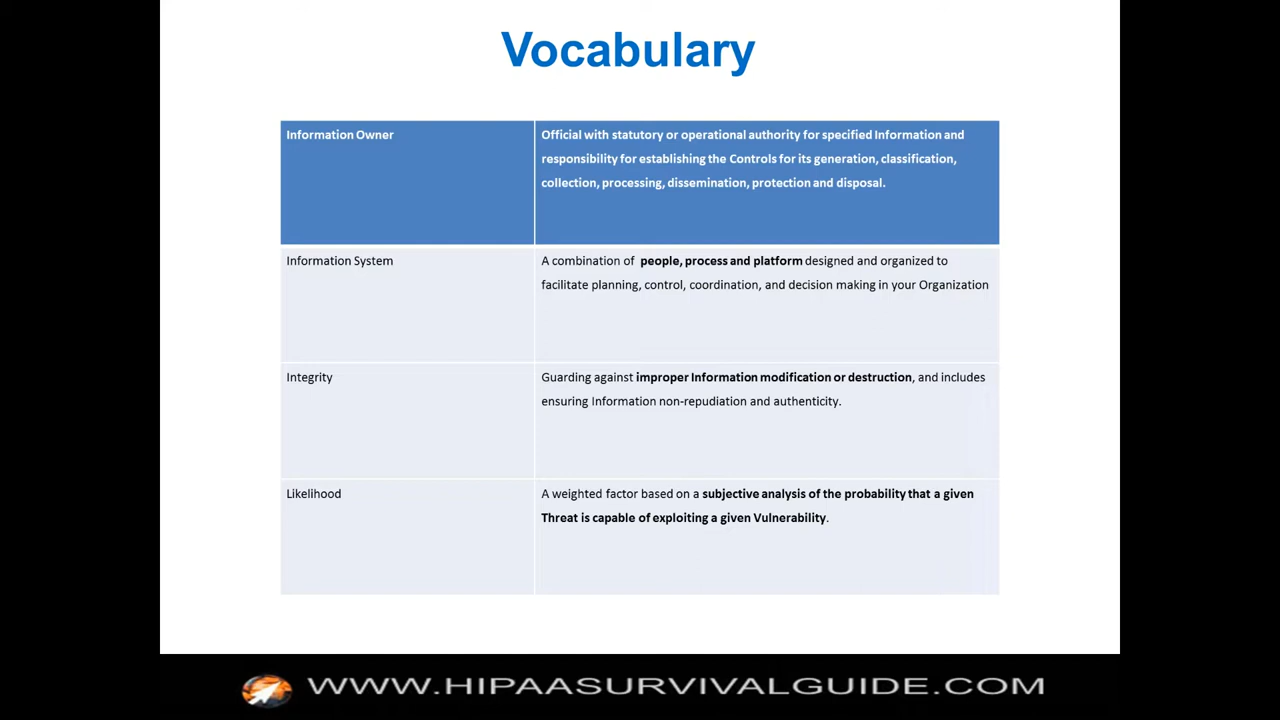 Vocabulary
Information Owner
Official with statutory or operational authority for specified Information and
responsibility for establishing the Controls for its generation, classification,
collection, processing, dissemination, protection and disposal.
Information System
A combination of people, process and platform designed and organized to
facilitate planning, control, coordination, and decision making in your Organization
Integrity
Guarding against improper Information modification or destruction, and includes
ensuring Information non-repudiation and authenticity.
Likelihood
A weighted factor based on a subjective analysis of the probability that a given
Threat is capable of exploiting a given Vulnerability.
WWW.HIPAASURVIVALGUIDE.COM